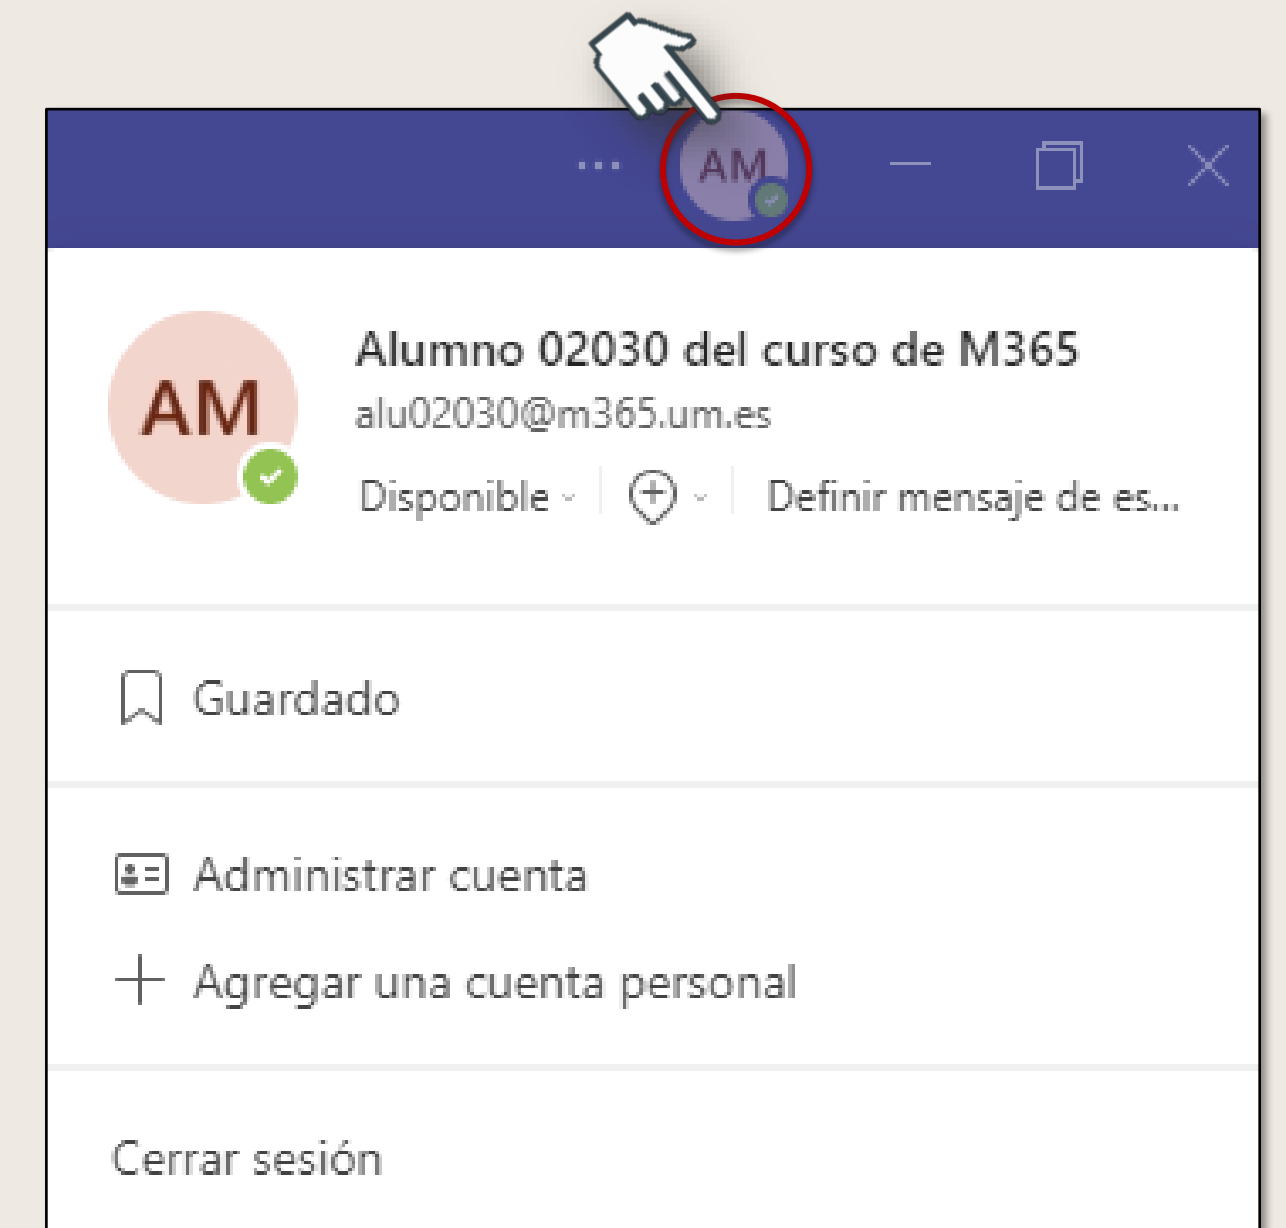 ... AM
AM
Alumno 02030 del curso de M365
alu02030@m365.um.es
Disponible Definir mensaje de es...
Guardado
Administrar cuenta
Agregar una cuenta personal
Cerrar sesión